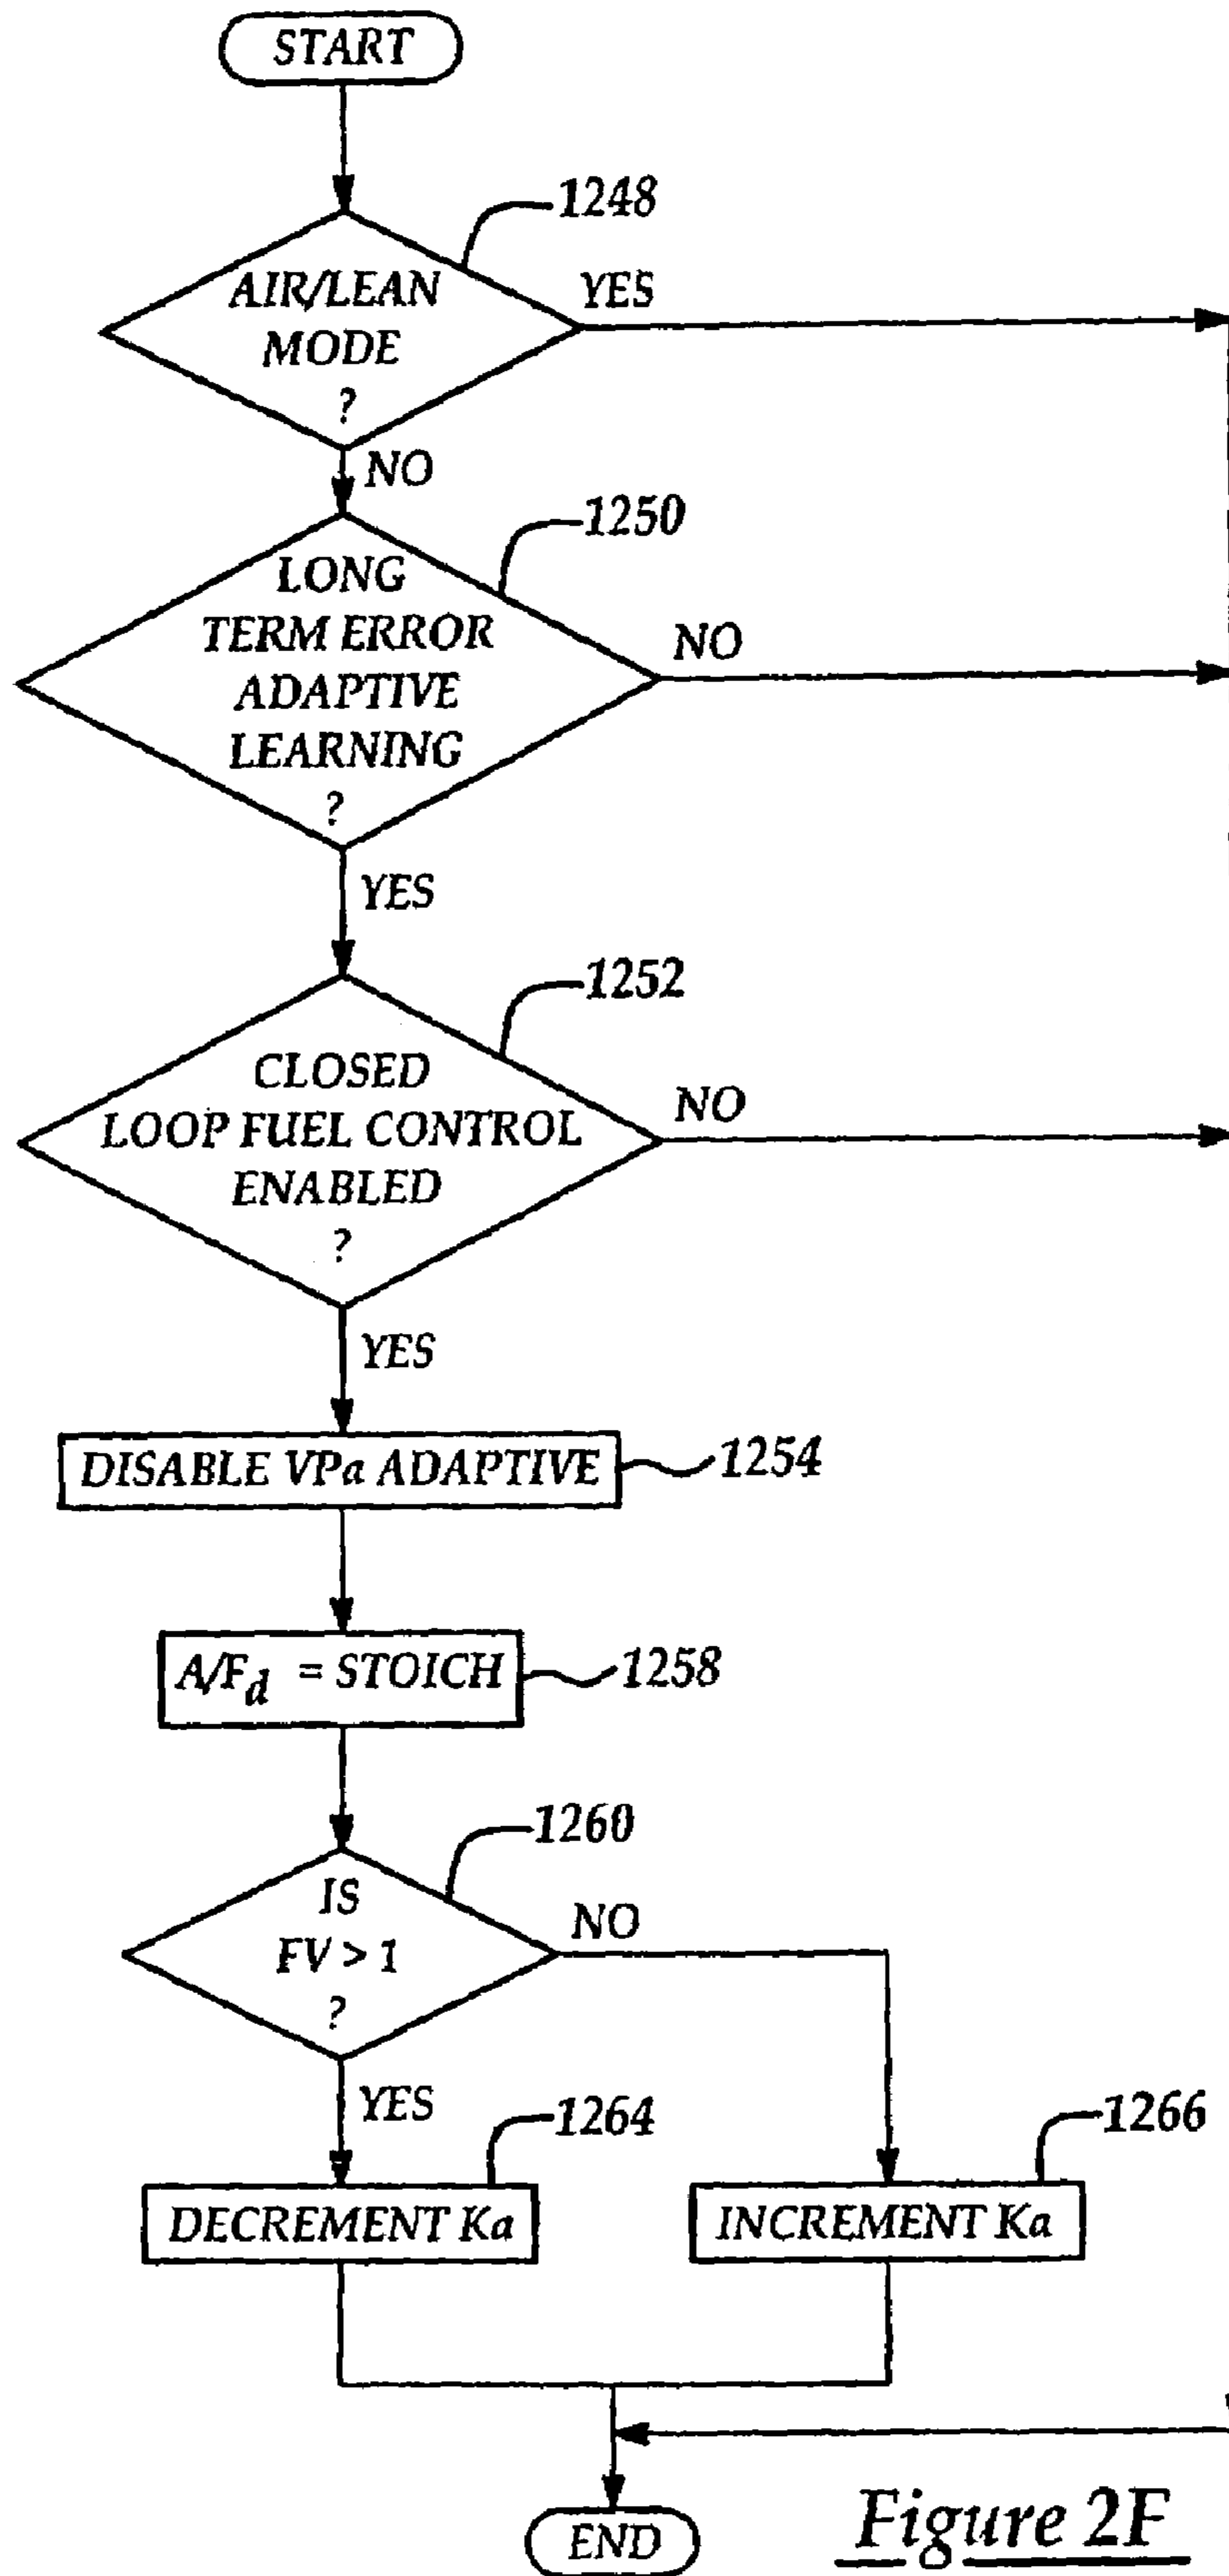 START
1248
AIR/LEAN
MODE
?
YES
NO
1250
LONG
TERM ERROR
ADAPTIVE
LEARNING
?
NO
YES
1252
CLOSED
LOOP FUEL CONTROL
ENABLED
?
NO
YES
DISABLE VPa ADAPTIVE
1254
A/Fd = STOICH
1258
1260
IS
FV > 1
?
NO
YES
1264
1266
DECREMENT Ka
INCREMENT Ka
END
Figure 2F